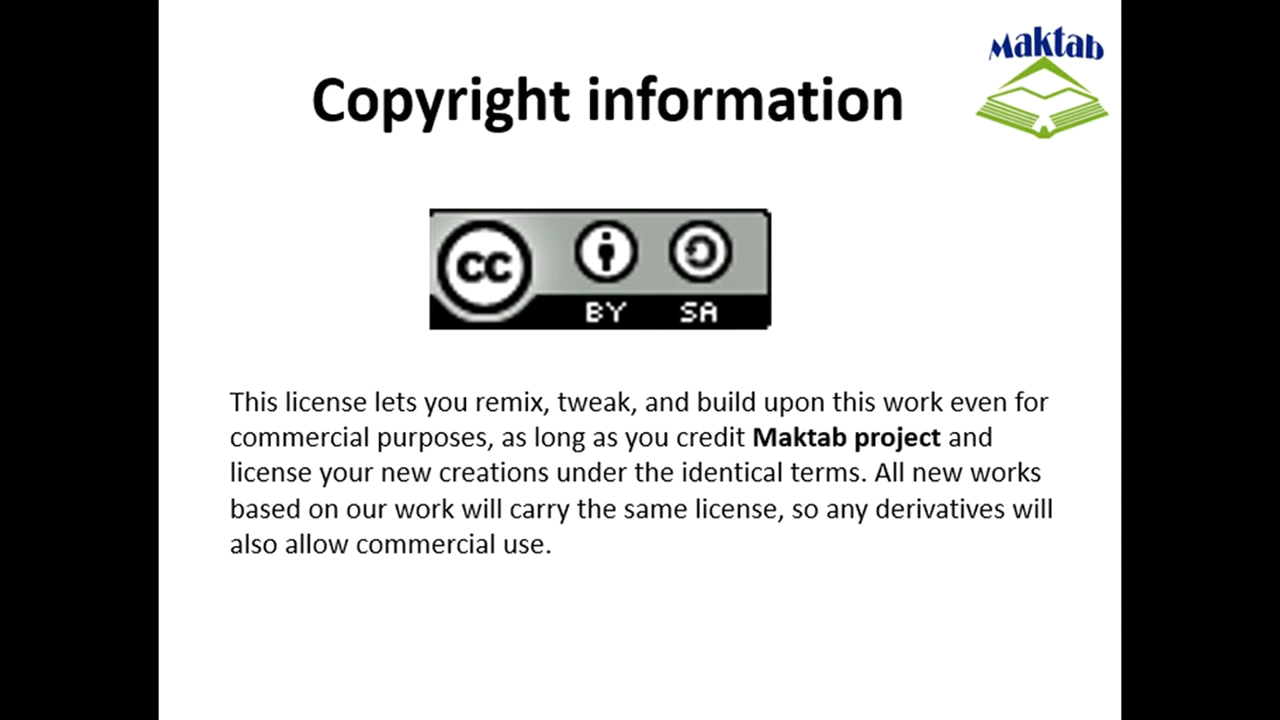 Maktab
Copyright information
cc
BY SA
This license lets you remix, tweak, and build upon this work even for
commercial purposes, as long as you credit Maktab project and
license your new creations under the identical terms. All new works
based on our work will carry the same license, so any derivatives will
also allow commercial use.